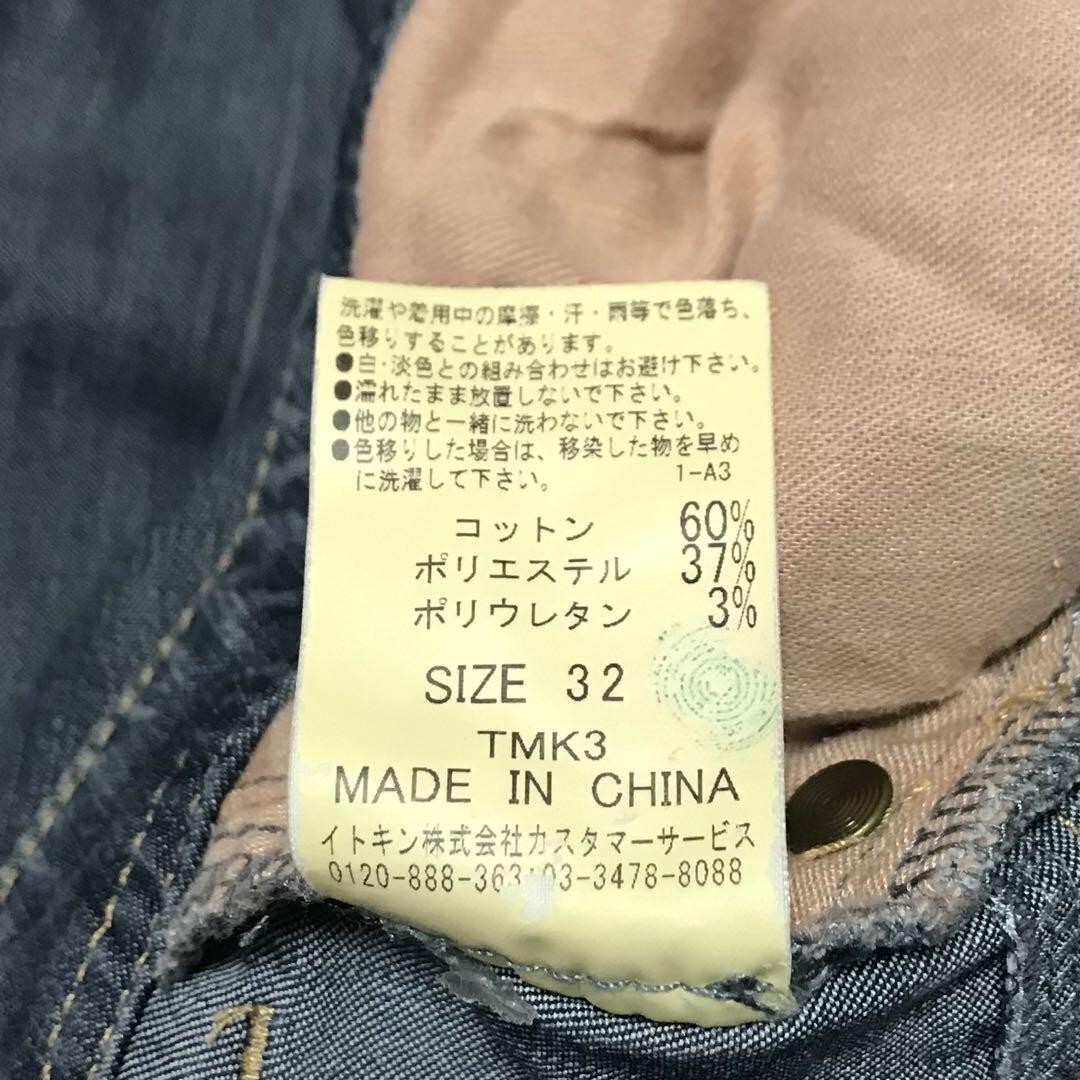 洗濯や着用中の摩擦・汗・雨等で色落ち、
色移りすることがあります。
●白・淡色との組み合わせはお避け下さい。
●濡れたまま放置しないで下さい。
●他の物と一緒に洗わないで下さい。
●色移りした場合は、移染した物を早め
に洗濯して下さい。 1-A3
コットン 60%
ポリエステル 37%
ポリウレタン 3%
SIZE 32
TMK3
MADE IN CHINA
イトキン株式会社カスタマーサービス
0120-888-363・03-3478-8088